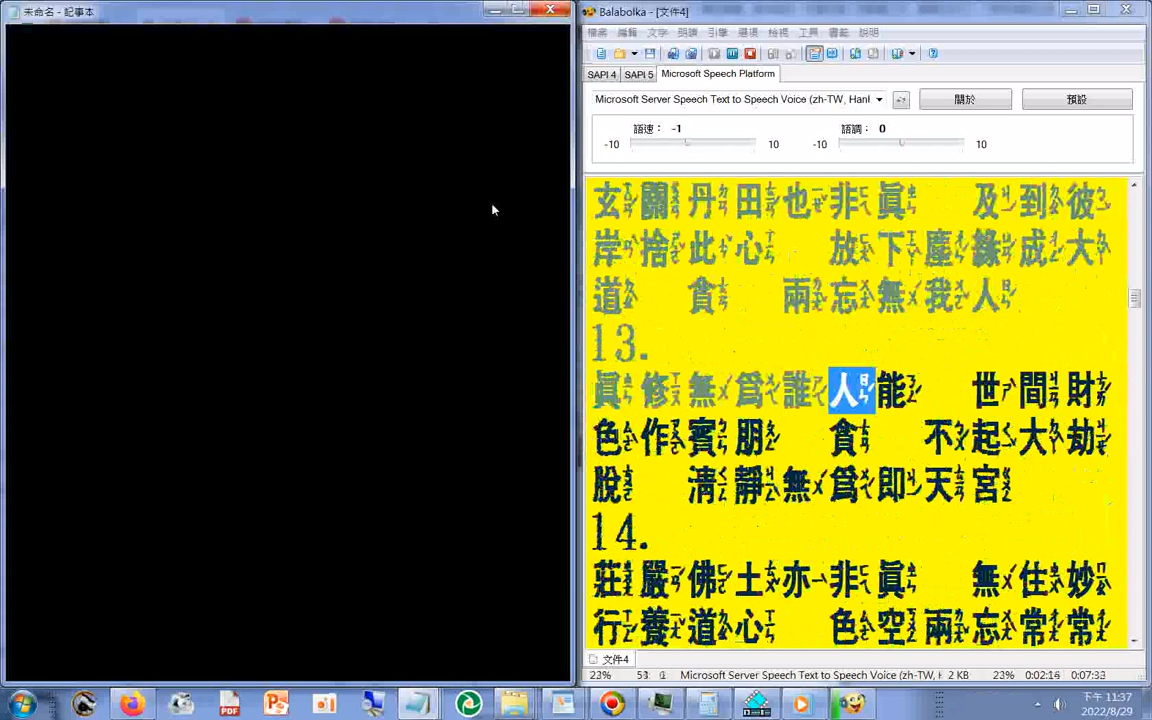 未命名 - 記事本
Balabolka - [文件4]
檔案 編輯 文字 朗讀 引擎 選項 檢視 工具 書籤 說明
SAPI 4 SAPI 5 Microsoft Speech Platform
Microsoft Server Speech Text to Speech Voice (zh-TW, Hanl 關於 預設
語速： -1 語調： 0
-10 10 -10 10
玄關丹田也非眞 及到彼
岸捨此心 放下塵緣成大
道 貪 兩忘無我人
13.
眞修無爲誰人能 世間財
色作賓朋 貪 不起大劫
脫 淸靜無爲即天宮
14.
莊嚴佛土亦非眞 無住妙
行養道心 色空兩忘常常
文件4
23% 53 Microsoft Server Speech Text to Speech Voice (zh-TW, 2 KB 23% 0:02:16 0:07:33
PDF
下午 11:37
2022/8/29